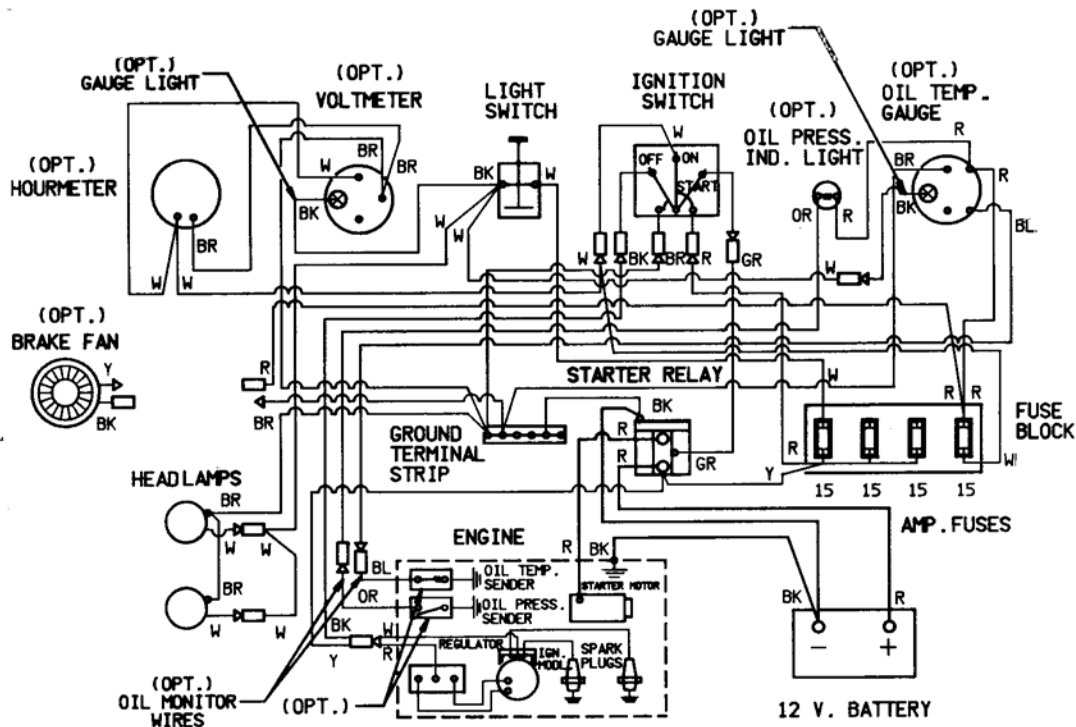 (OPT.)
GAUGE LIGHT
(OPT.)
GAUGE LIGHT
(OPT.)
VOLTMETER
LIGHT
SWITCH
IGNITION
SWITCH
(OPT.)
OIL TEMP.
GAUGE
(OPT.)
OIL PRESS.
IND. LIGHT
(OPT.)
HOURMETER
W
BR
BR
BK
BK
W
W
OFF
ON
START
BR
BK
R
R
OR
R
BL
BR
W
W
W
W
W
BK
BR
R
GR
W
(OPT.)
BRAKE FAN
Y
BK
R
BR
STARTER RELAY
W
BK
R
R
GR
R
R
R
Y
W
FUSE
BLOCK
15
15
15
15
AMP. FUSES
GROUND
TERMINAL
STRIP
HEADLAMPS
BR
W
W
BR
W
W
ENGINE
R
BK
BL
OIL TEMP.
SENDER
OR
OIL PRESS.
SENDER
STARTER MOTOR
BK
W
Y
R
REGULATOR
IGN.
MODL
SPARK
PLUGS
BK
R
−
+
12 V. BATTERY
(OPT.)
OIL MONITOR
WIRES
(OPT.)